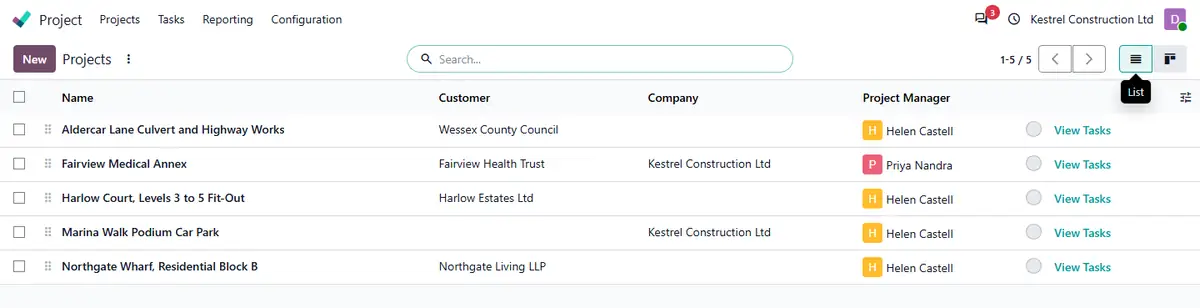 Project Projects Tasks Reporting Configuration 3 Kestrel Construction Ltd D
New Projects Search... 1-5 / 5
List
Name Customer Company Project Manager
Aldercar Lane Culvert and Highway Works Wessex County Council H Helen Castell View Tasks
Fairview Medical Annex Fairview Health Trust Kestrel Construction Ltd P Priya Nandra View Tasks
Harlow Court, Levels 3 to 5 Fit-Out Harlow Estates Ltd H Helen Castell View Tasks
Marina Walk Podium Car Park Kestrel Construction Ltd H Helen Castell View Tasks
Northgate Wharf, Residential Block B Northgate Living LLP H Helen Castell View Tasks